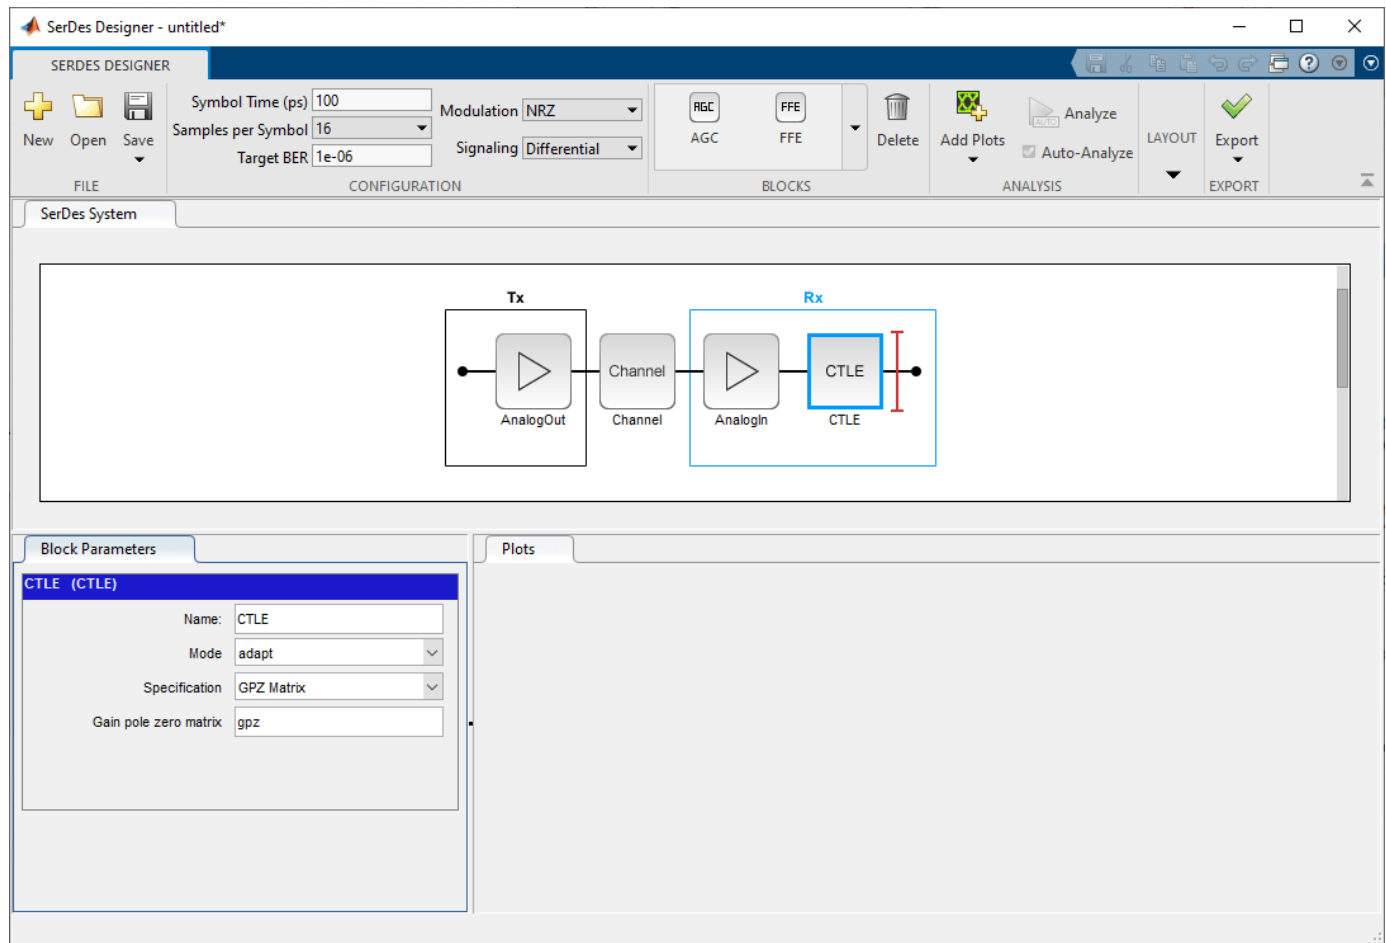 SerDes Designer - untitled*
SERDES DESIGNER
New
Open
Save
FILE
Symbol Time (ps) 100
Samples per Symbol 16
Target BER 1e-06
Modulation NRZ
Signaling Differential
CONFIGURATION
AGC
AGC
FFE
FFE
BLOCKS
Delete
Add Plots
AUTO
Analyze
Auto-Analyze
ANALYSIS
LAYOUT
Export
EXPORT
SerDes System
Tx
Rx
Channel
CTLE
AnalogOut
Channel
AnalogIn
CTLE
Block Parameters
Plots
CTLE (CTLE)
Name: CTLE
Mode adapt
Specification GPZ Matrix
Gain pole zero matrix gpz